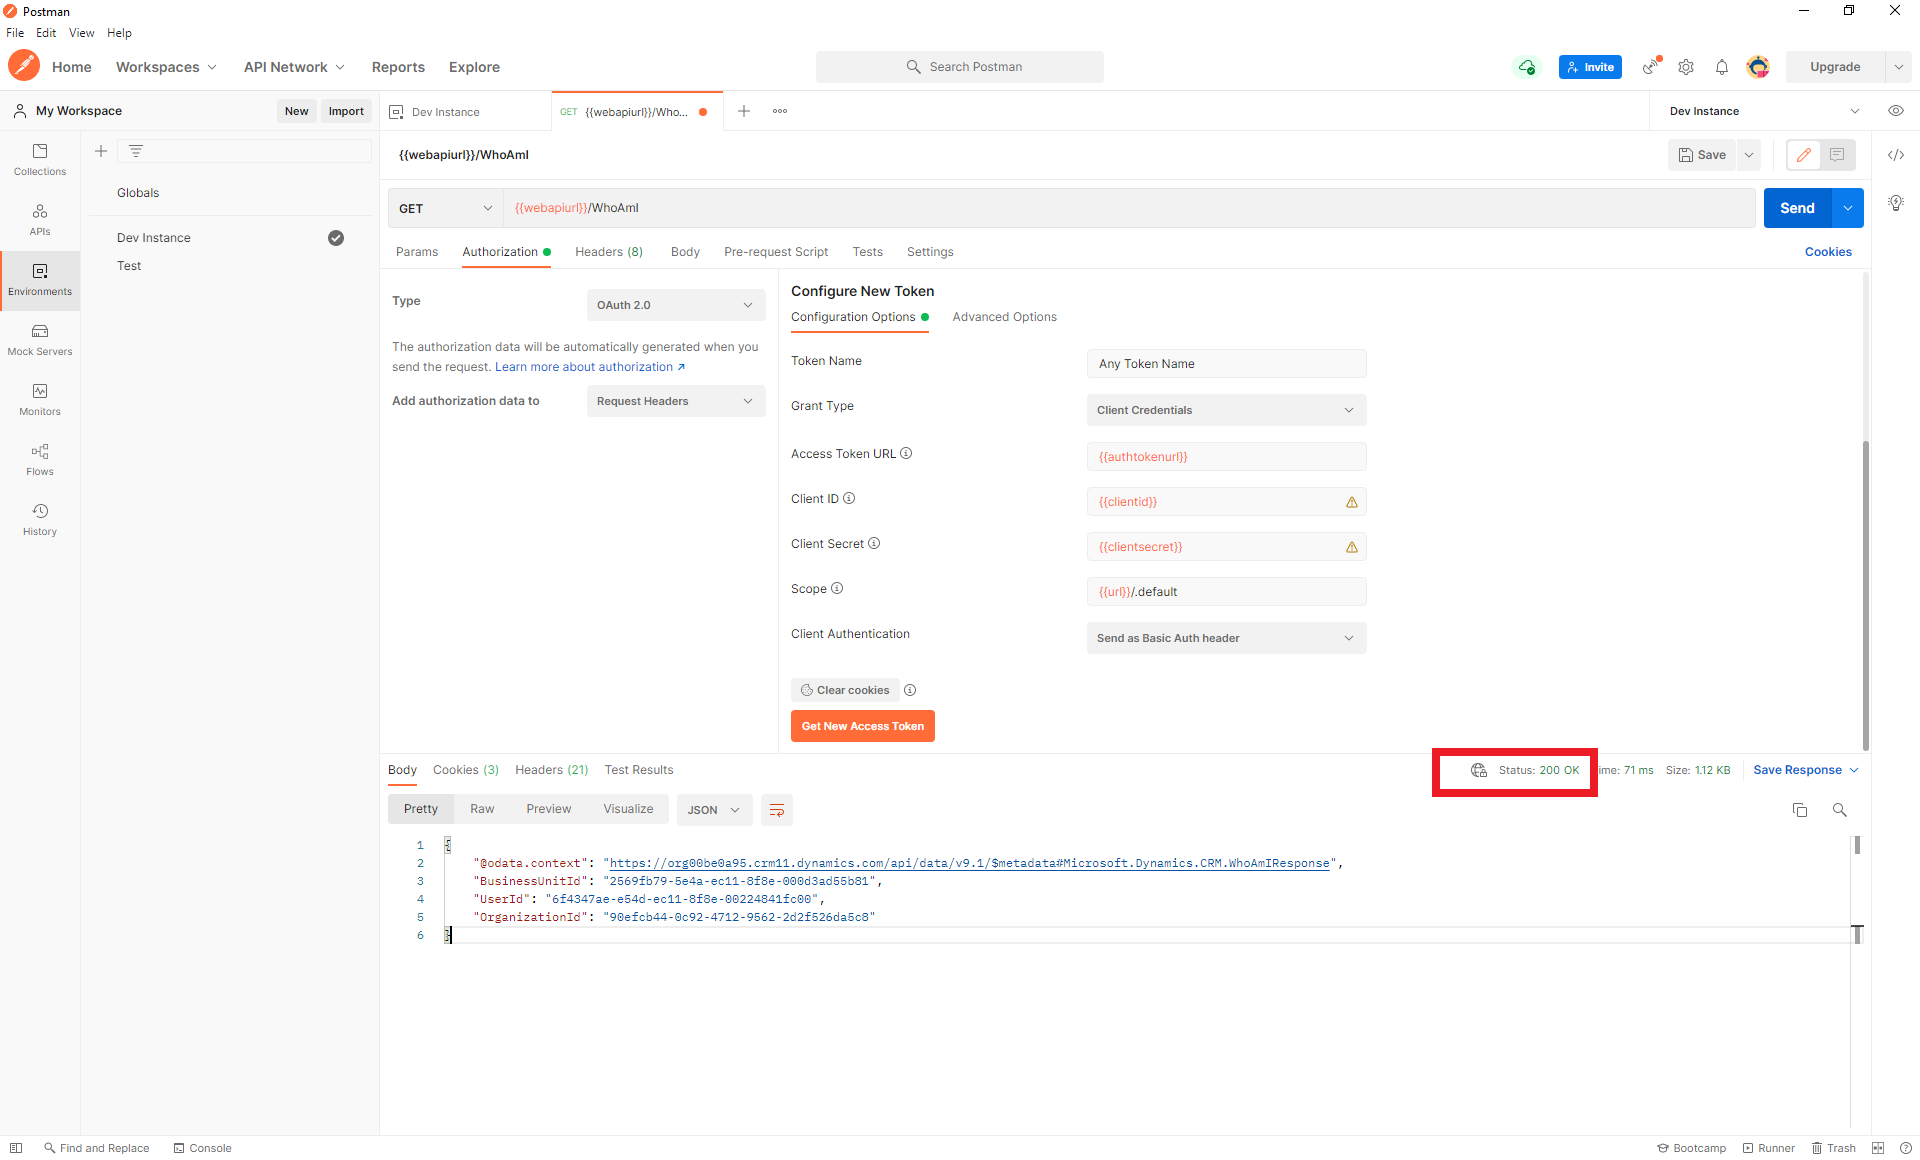 Postman
File Edit View Help
Home Workspaces API Network Reports Explore Search Postman Invite Upgrade
My Workspace New Import Dev Instance GET {{webapiurl}}/Who... Dev Instance
Collections
APIs
Environments
Mock Servers
Monitors
Flows
History
Globals
Dev Instance
Test
{{webapiurl}}/WhoAmI Save
GET {{webapiurl}}/WhoAmI Send
Params Authorization Headers (8) Body Pre-request Script Tests Settings Cookies
Type OAuth 2.0
The authorization data will be automatically generated when you
send the request. Learn more about authorization ↗
Add authorization data to Request Headers
Configure New Token
Configuration Options Advanced Options
Token Name Any Token Name
Grant Type Client Credentials
Access Token URL {{authtokenurl}}
Client ID {{clientid}}
Client Secret {{clientsecret}}
Scope {{url}}/.default
Client Authentication Send as Basic Auth header
Clear cookies
Get New Access Token
Body Cookies (3) Headers (21) Test Results Status: 200 OK ime: 71 ms Size: 1.12 KB Save Response
Pretty Raw Preview Visualize JSON
1 {
2 "@odata.context": "https://org00be0a95.crm11.dynamics.com/api/data/v9.1/$metadata#Microsoft.Dynamics.CRM.WhoAmIResponse",
3 "BusinessUnitId": "2569fb79-5e4a-ec11-8f8e-000d3ad55b81",
4 "UserId": "6f4347ae-e54d-ec11-8f8e-00224841fc00",
5 "OrganizationId": "90efcb44-0c92-4712-9562-2d2f526da5c8"
6 }
Find and Replace Console Bootcamp Runner Trash